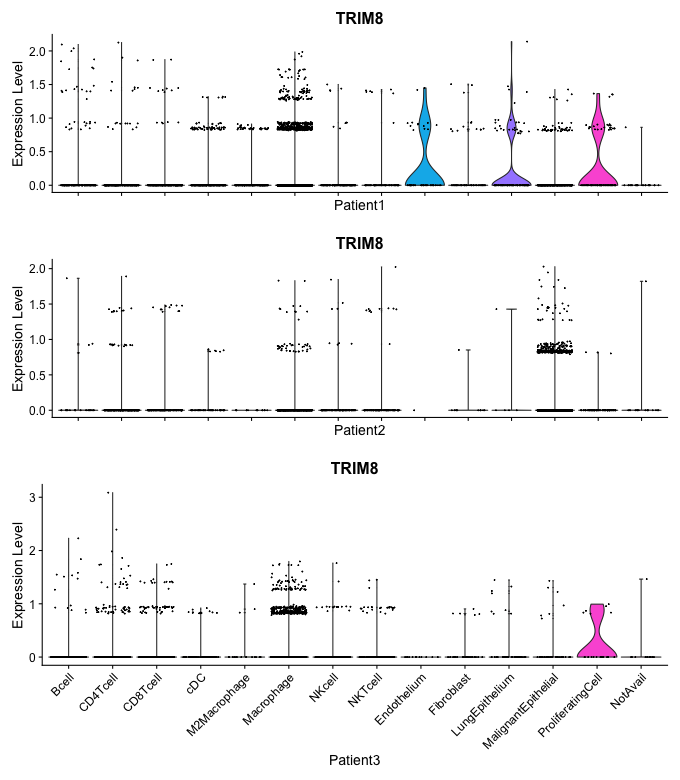 TRIM8
Expression Level
2.0
1.5
1.0
0.5
0.0
Patient1
TRIM8
Expression Level
2.0
1.5
1.0
0.5
0.0
Patient2
TRIM8
Expression Level
3
2
1
0
Bcell
CD4Tcell
CD8Tcell
cDC
M2Macrophage
Macrophage
NKcell
NKTcell
Endothelium
Fibroblast
LungEpithelium
MalignantEpithelial
ProliferatingCell
NotAvail
Patient3